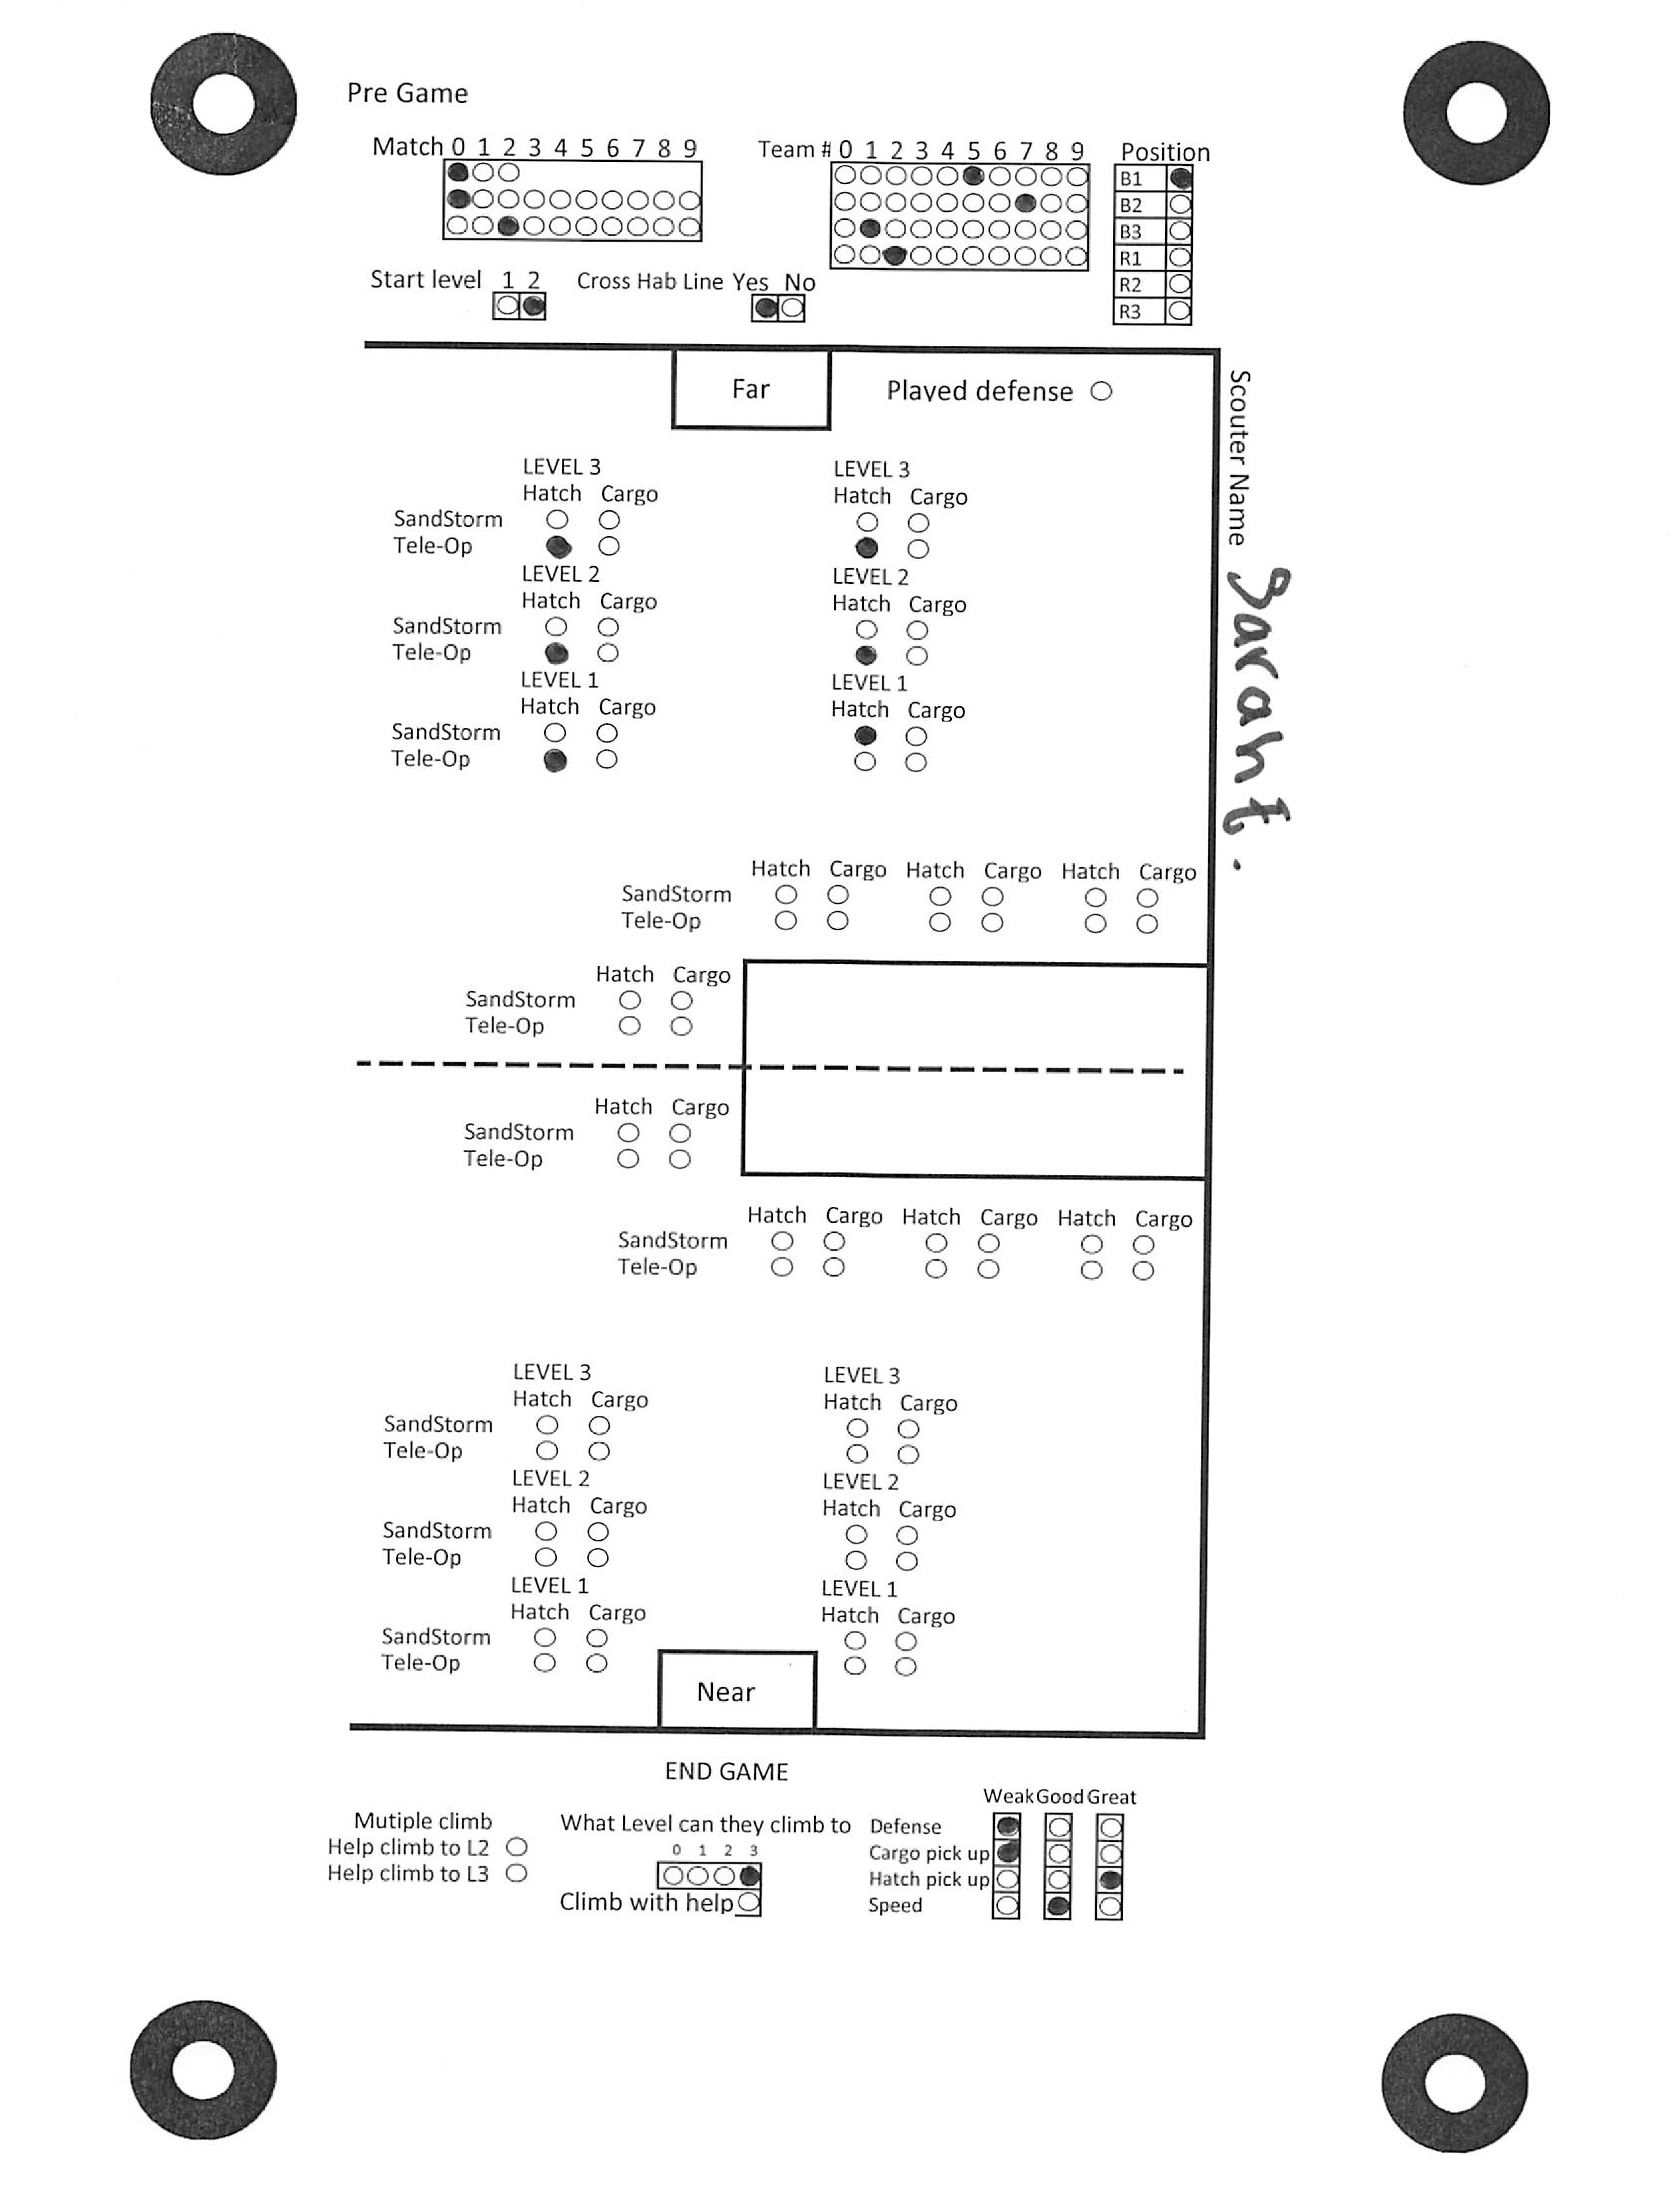 Pre Game
Match 0 1 2 3 4 5 6 7 8 9
Team # 0 1 2 3 4 5 6 7 8 9
Position
B1
B2
B3
R1
R2
R3
Start level 1 2
Cross Hab Line Yes No
Far
Played defense
Scouter Name Sarah E.
LEVEL 3 LEVEL 3
Hatch Cargo Hatch Cargo
SandStorm
Tele-Op
LEVEL 2 LEVEL 2
Hatch Cargo Hatch Cargo
SandStorm
Tele-Op
LEVEL 1 LEVEL 1
Hatch Cargo Hatch Cargo
SandStorm
Tele-Op
Hatch Cargo Hatch Cargo Hatch Cargo
SandStorm
Tele-Op
Hatch Cargo
SandStorm
Tele-Op
Hatch Cargo
SandStorm
Tele-Op
Hatch Cargo Hatch Cargo Hatch Cargo
SandStorm
Tele-Op
LEVEL 3 LEVEL 3
Hatch Cargo Hatch Cargo
SandStorm
Tele-Op
LEVEL 2 LEVEL 2
Hatch Cargo Hatch Cargo
SandStorm
Tele-Op
LEVEL 1 LEVEL 1
Hatch Cargo Hatch Cargo
SandStorm
Tele-Op
Near
END GAME
Mutiple climb
Help climb to L2
Help climb to L3
What Level can they climb to
0 1 2 3
Climb with help
Weak Good Great
Defense
Cargo pick up
Hatch pick up
Speed